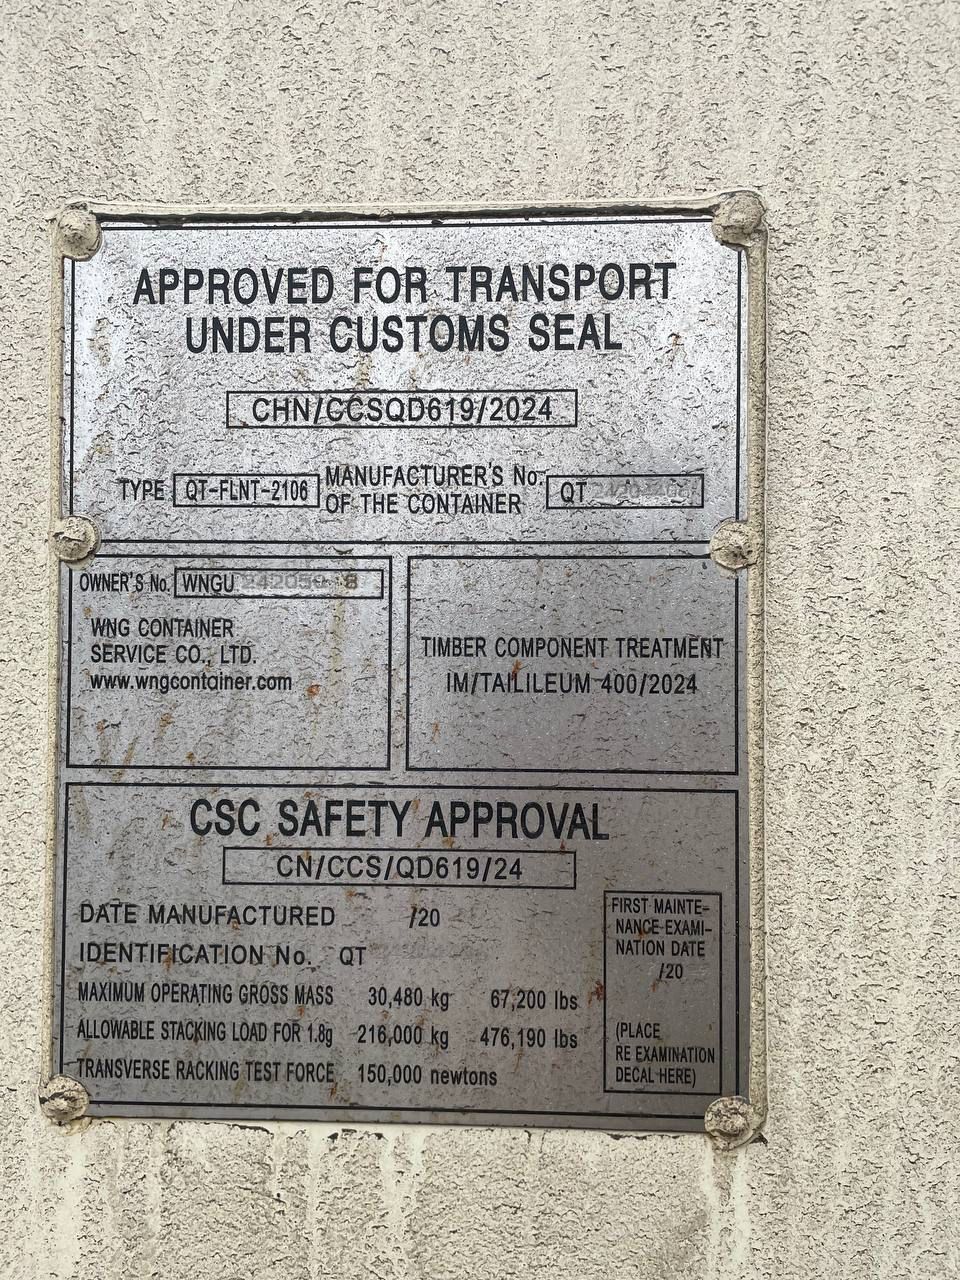 APPROVED FOR TRANSPORT
UNDER CUSTOMS SEAL
CHN/CCSQD619/2024
TYPE QT-FLNT-2106 MANUFACTURER'S No. OF THE CONTAINER QT
OWNER'S No. WNGU
WNG CONTAINER
SERVICE CO., LTD.
www.wngcontainer.com
TIMBER COMPONENT TREATMENT
IM/TAILILEUM 400/2024
CSC SAFETY APPROVAL
CN/CCS/QD619/24
DATE MANUFACTURED /20
IDENTIFICATION No. QT
MAXIMUM OPERATING GROSS MASS 30,480 kg 67,200 lbs
ALLOWABLE STACKING LOAD FOR 1.8g 216,000 kg 476,190 lbs
TRANSVERSE RACKING TEST FORCE 150,000 newtons
FIRST MAINTE-
NANCE EXAMI-
NATION DATE
/20
(PLACE
RE EXAMINATION
DECAL HERE)